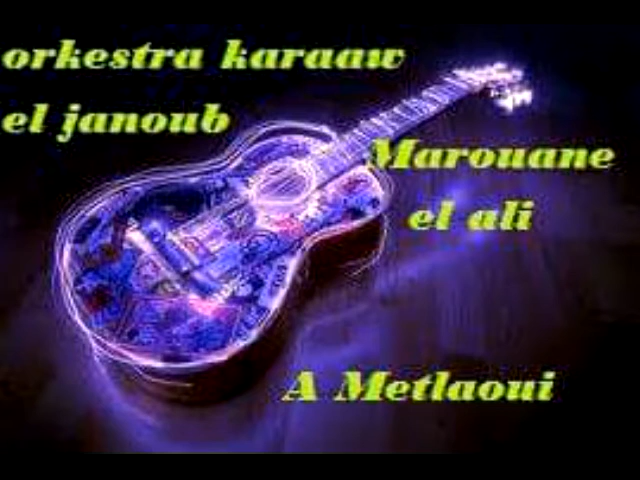 orkestra karaaw
el janoub
Marouane
el ali
A Metlaoui